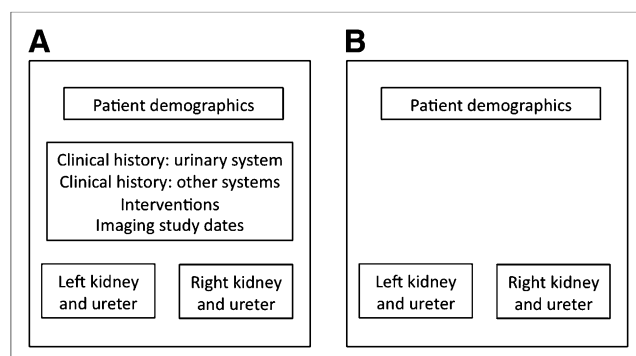 A
Patient demographics
Clinical history: urinary system
Clinical history: other systems
Interventions
Imaging study dates
Left kidney
and ureter
Right kidney
and ureter
B
Patient demographics
Left kidney
and ureter
Right kidney
and ureter